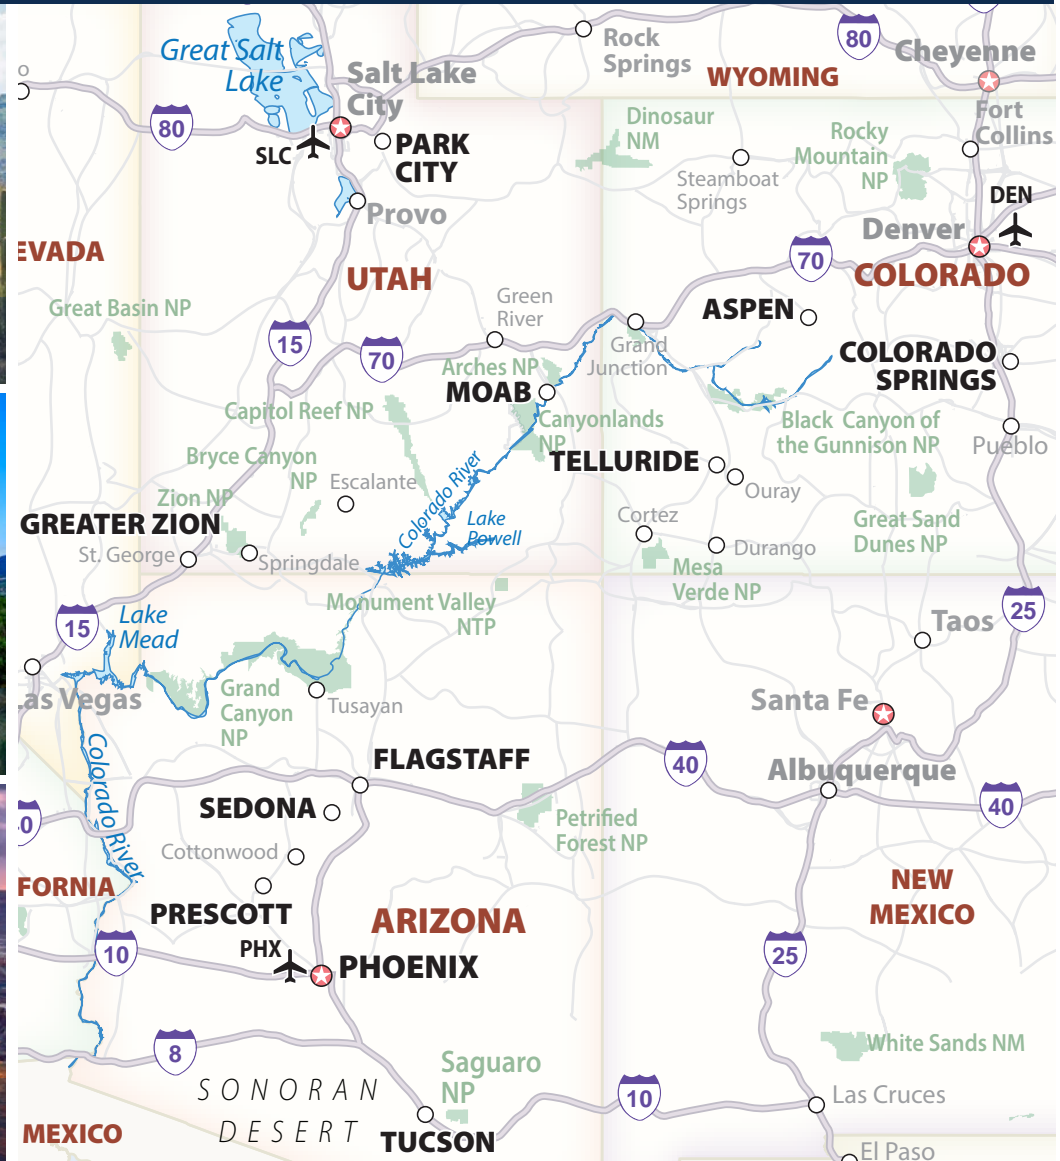 Great Salt
Lake
Rock
Springs
80
Cheyenne
WYOMING
Salt Lake
City
80
SLC
PARK
CITY
Dinosaur
NM
Fort
Collins
Rocky
Mountain
NP
Steamboat
Springs
DEN
Provo
Denver
EVADA
UTAH
70
COLORADO
Great Basin NP
Green
River
ASPEN
15
70
Grand
Junction
COLORADO
SPRINGS
Arches NP
MOAB
Capitol Reef NP
Canyonlands
NP
Black Canyon of
the Gunnison NP
Pueblo
Bryce Canyon
NP
Escalante
TELLURIDE
Ouray
Colorado River
Zion NP
GREATER ZION
Lake
Powell
Cortez
Great Sand
Dunes NP
St. George
Springdale
Durango
Mesa
Verde NP
Monument Valley
NTP
15
Lake
Mead
25
Taos
as Vegas
Grand
Canyon
NP
Tusayan
Santa Fe
Colorado River
FLAGSTAFF
40
Albuquerque
40
SEDONA
Petrified
Forest NP
0
Cottonwood
FORNIA
PRESCOTT
ARIZONA
NEW
MEXICO
10
PHX
PHOENIX
25
8
White Sands NM
Saguaro
NP
SONORAN
DESERT
10
Las Cruces
MEXICO
TUCSON
El Paso